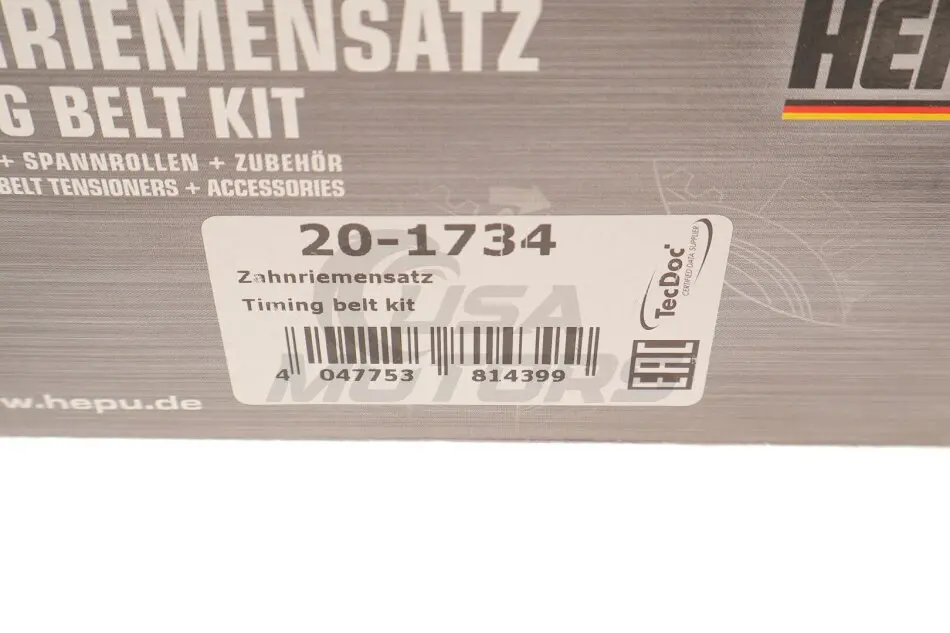 RIEMENSATZ
HEP
G BELT KIT
+ SPANNROLLEN + ZUBEHÖR
BELT TENSIONERS + ACCESSORIES
20-1734
Zahnriemensatz
Timing belt kit
TecDoc
CERTIFIED DATA SUPPLIER
4 047753 814399
EAC
USA
MOTORS
w.hepu.de